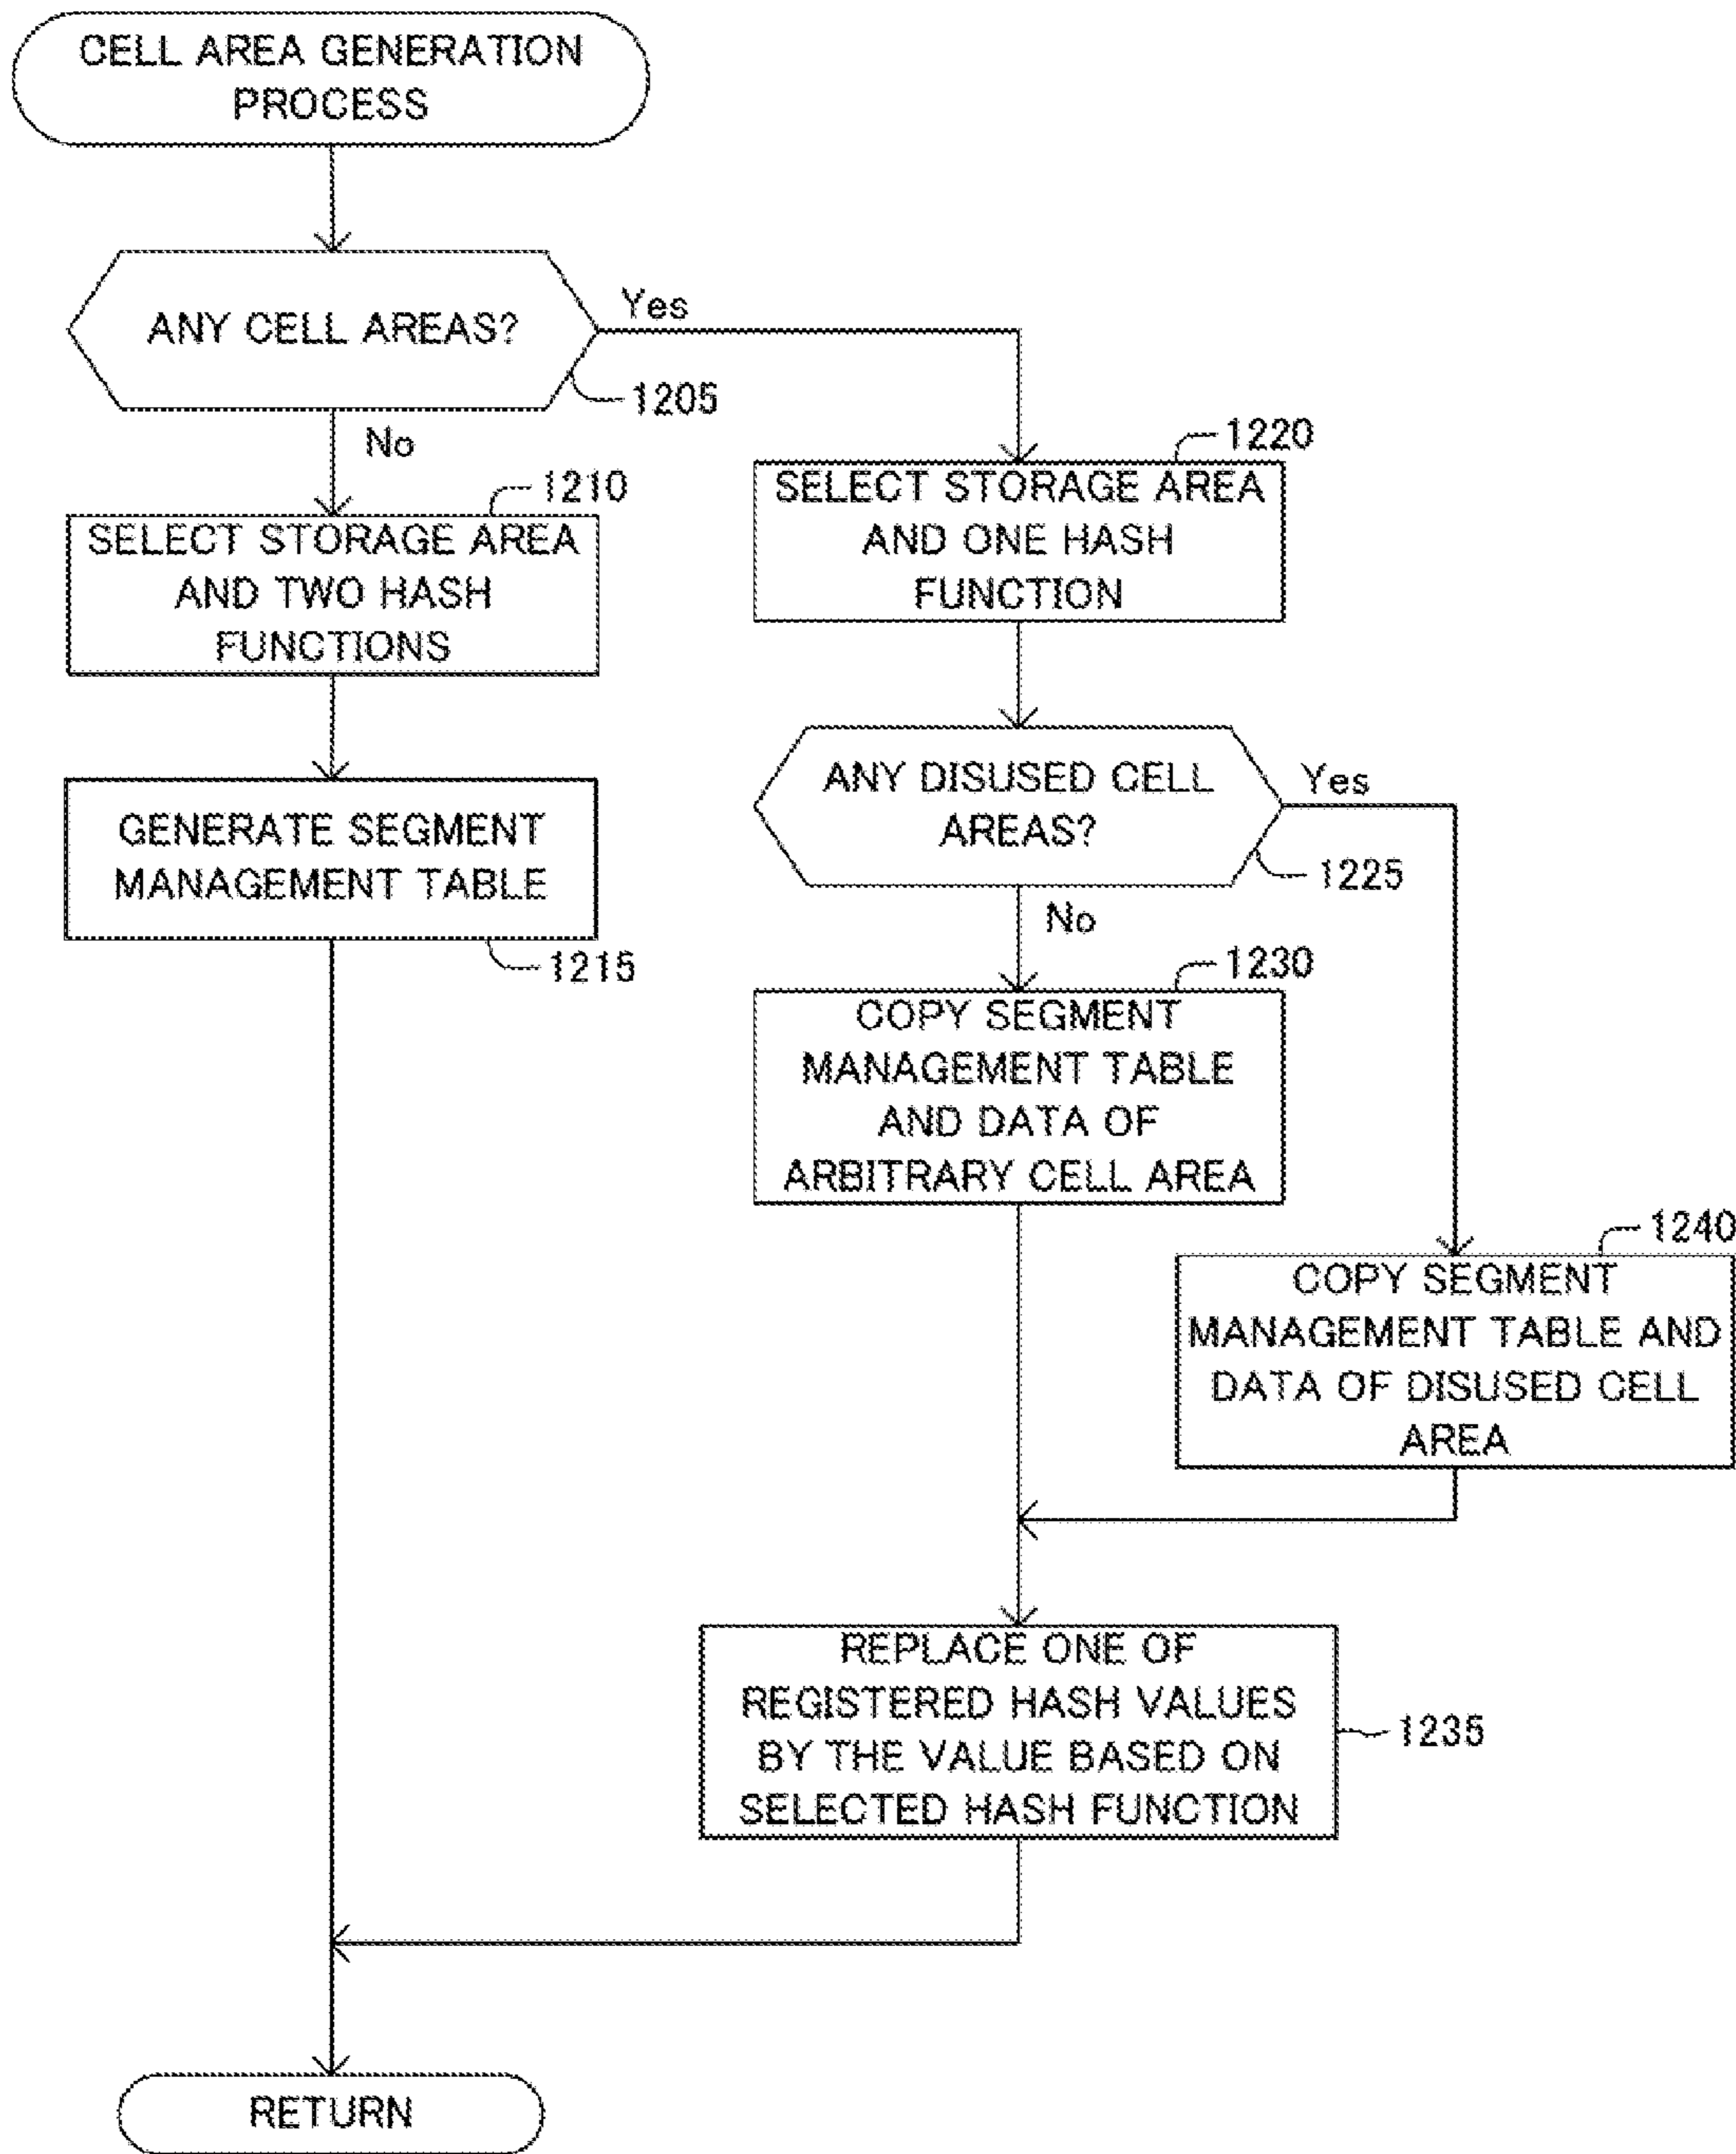 CELL AREA GENERATION
PROCESS
ANY CELL AREAS?
Yes
1205
No
1210
SELECT STORAGE AREA
AND TWO HASH
FUNCTIONS
GENERATE SEGMENT
MANAGEMENT TABLE
1215
1220
SELECT STORAGE AREA
AND ONE HASH
FUNCTION
ANY DISUSED CELL
AREAS?
Yes
1225
No
1230
COPY SEGMENT
MANAGEMENT TABLE
AND DATA OF
ARBITRARY CELL AREA
1240
COPY SEGMENT
MANAGEMENT TABLE AND
DATA OF DISUSED CELL
AREA
REPLACE ONE OF
REGISTERED HASH VALUES
BY THE VALUE BASED ON
SELECTED HASH FUNCTION
1235
RETURN